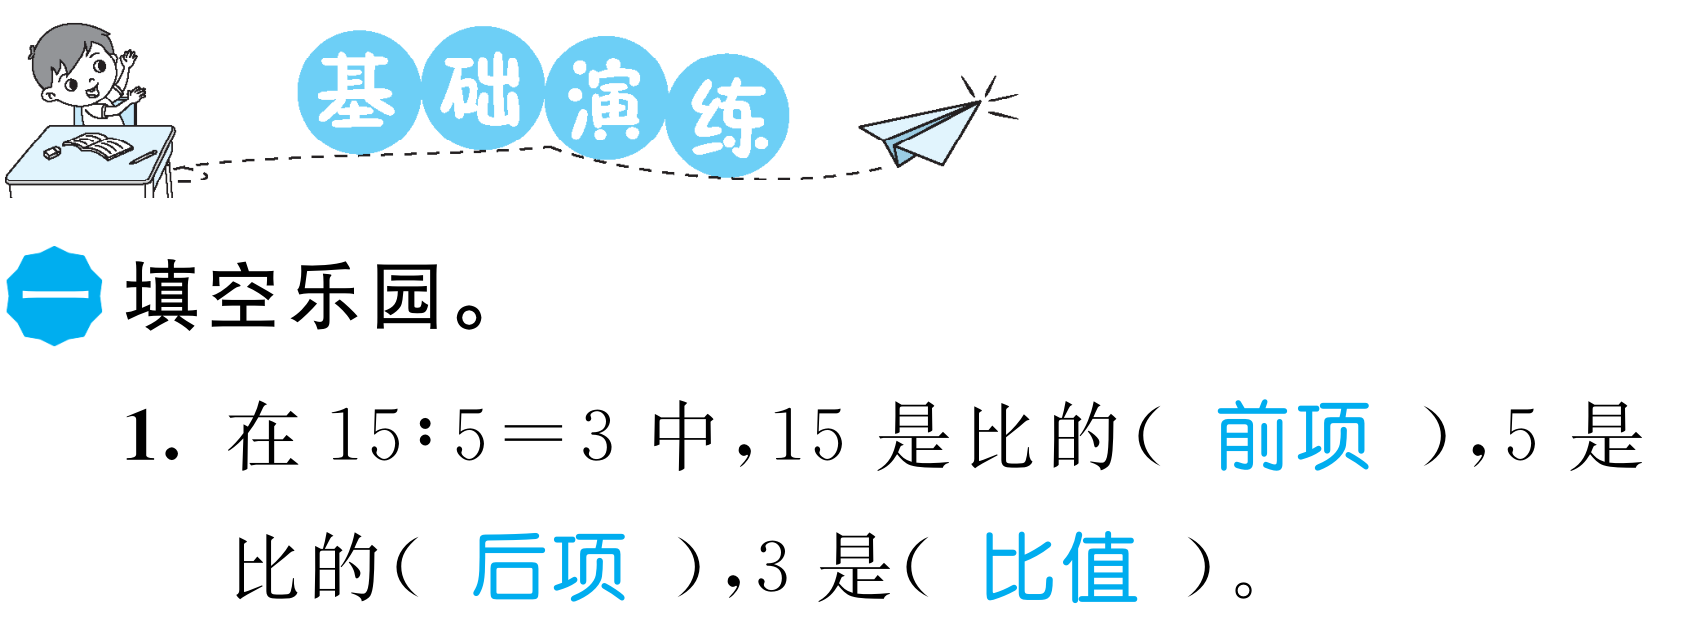 基础演练
一 填空乐园。
1. 在 15∶5＝3 中,15 是比的( 前项 ),5 是
比的( 后项 ),3 是( 比值 )。